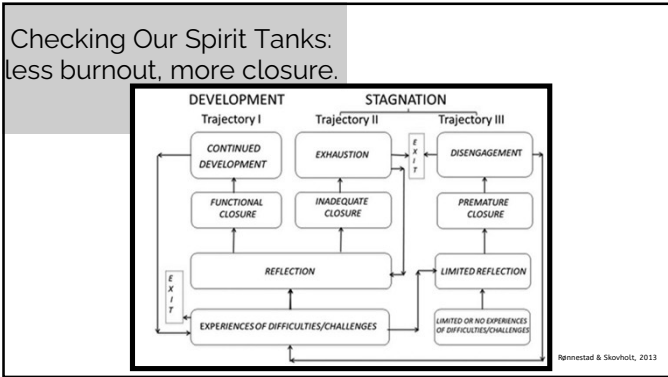 Checking Our Spirit Tanks:
less burnout, more closure.
DEVELOPMENT
STAGNATION
Trajectory I
Trajectory II
Trajectory III
CONTINUED
DEVELOPMENT
EXHAUSTION
EXIT
DISENGAGEMENT
FUNCTIONAL
CLOSURE
INADEQUATE
CLOSURE
PREMATURE
CLOSURE
REFLECTION
LIMITED REFLECTION
EXIT
EXPERIENCES OF DIFFICULTIES/CHALLENGES
LIMITED OR NO EXPERIENCES
OF DIFFICULTIES/CHALLENGES
Rønnestad & Skovholt, 2013